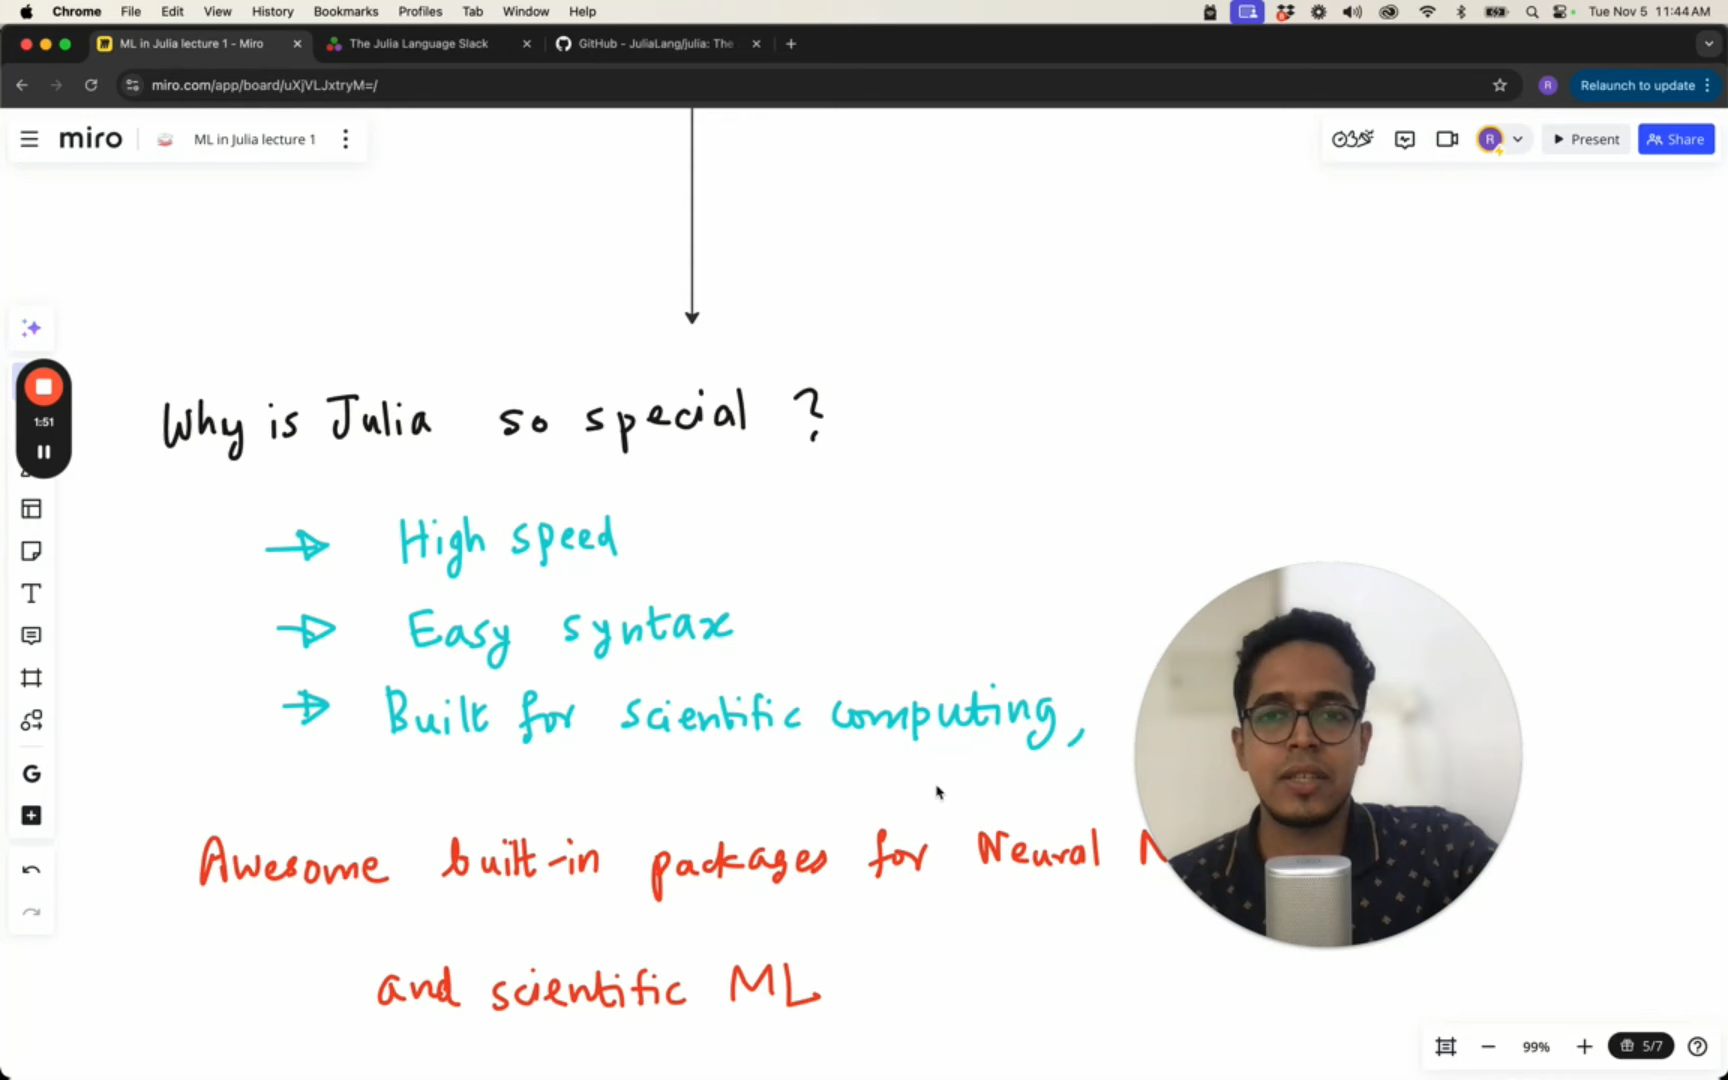 Chrome File Edit View History Bookmarks Profiles Tab Window Help Tue Nov 5 11:44 AM
ML in Julia lecture 1 - Miro The Julia Language Slack GitHub - JuliaLang/julia: The
miro.com/app/board/uXjVLJxtryM=/ R Relaunch to update
miro ML in Julia lecture 1 R Present Share
1:51
Why is Julia so special ?
High speed
Easy syntax
Built for scientific computing,
Awesome built-in packages for Neural N
and scientific ML
T
G
99% 5/7